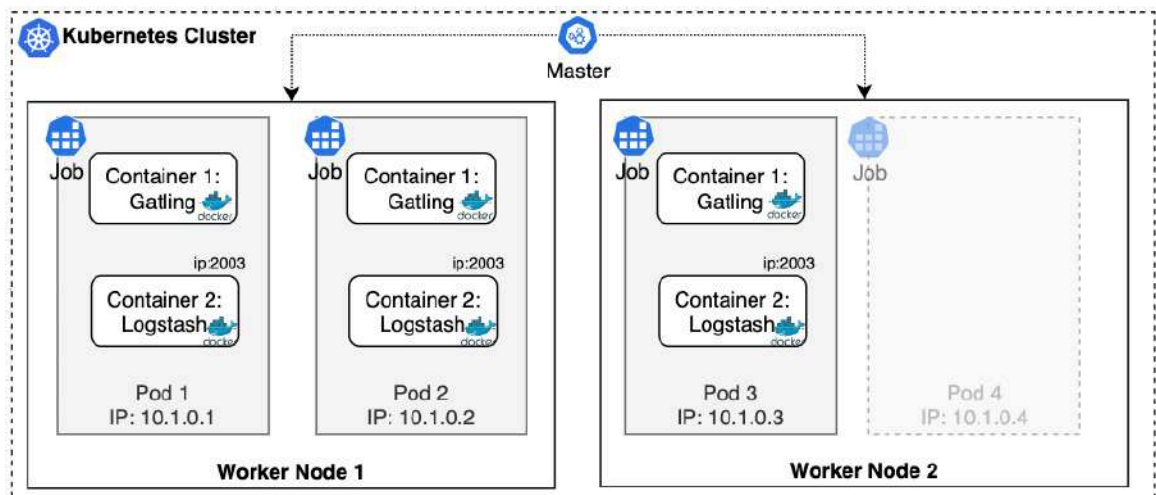 Kubernetes Cluster
Master
Job
Container 1:
Gatling
docker
ip:2003
Container 2:
Logstash
docker
Pod 1
IP: 10.1.0.1
Job
Container 1:
Gatling
docker
ip:2003
Container 2:
Logstash
docker
Pod 2
IP: 10.1.0.2
Worker Node 1
Job
Container 1:
Gatling
docker
ip:2003
Container 2:
Logstash
docker
Pod 3
IP: 10.1.0.3
Job
Pod 4
IP: 10.1.0.4
Worker Node 2